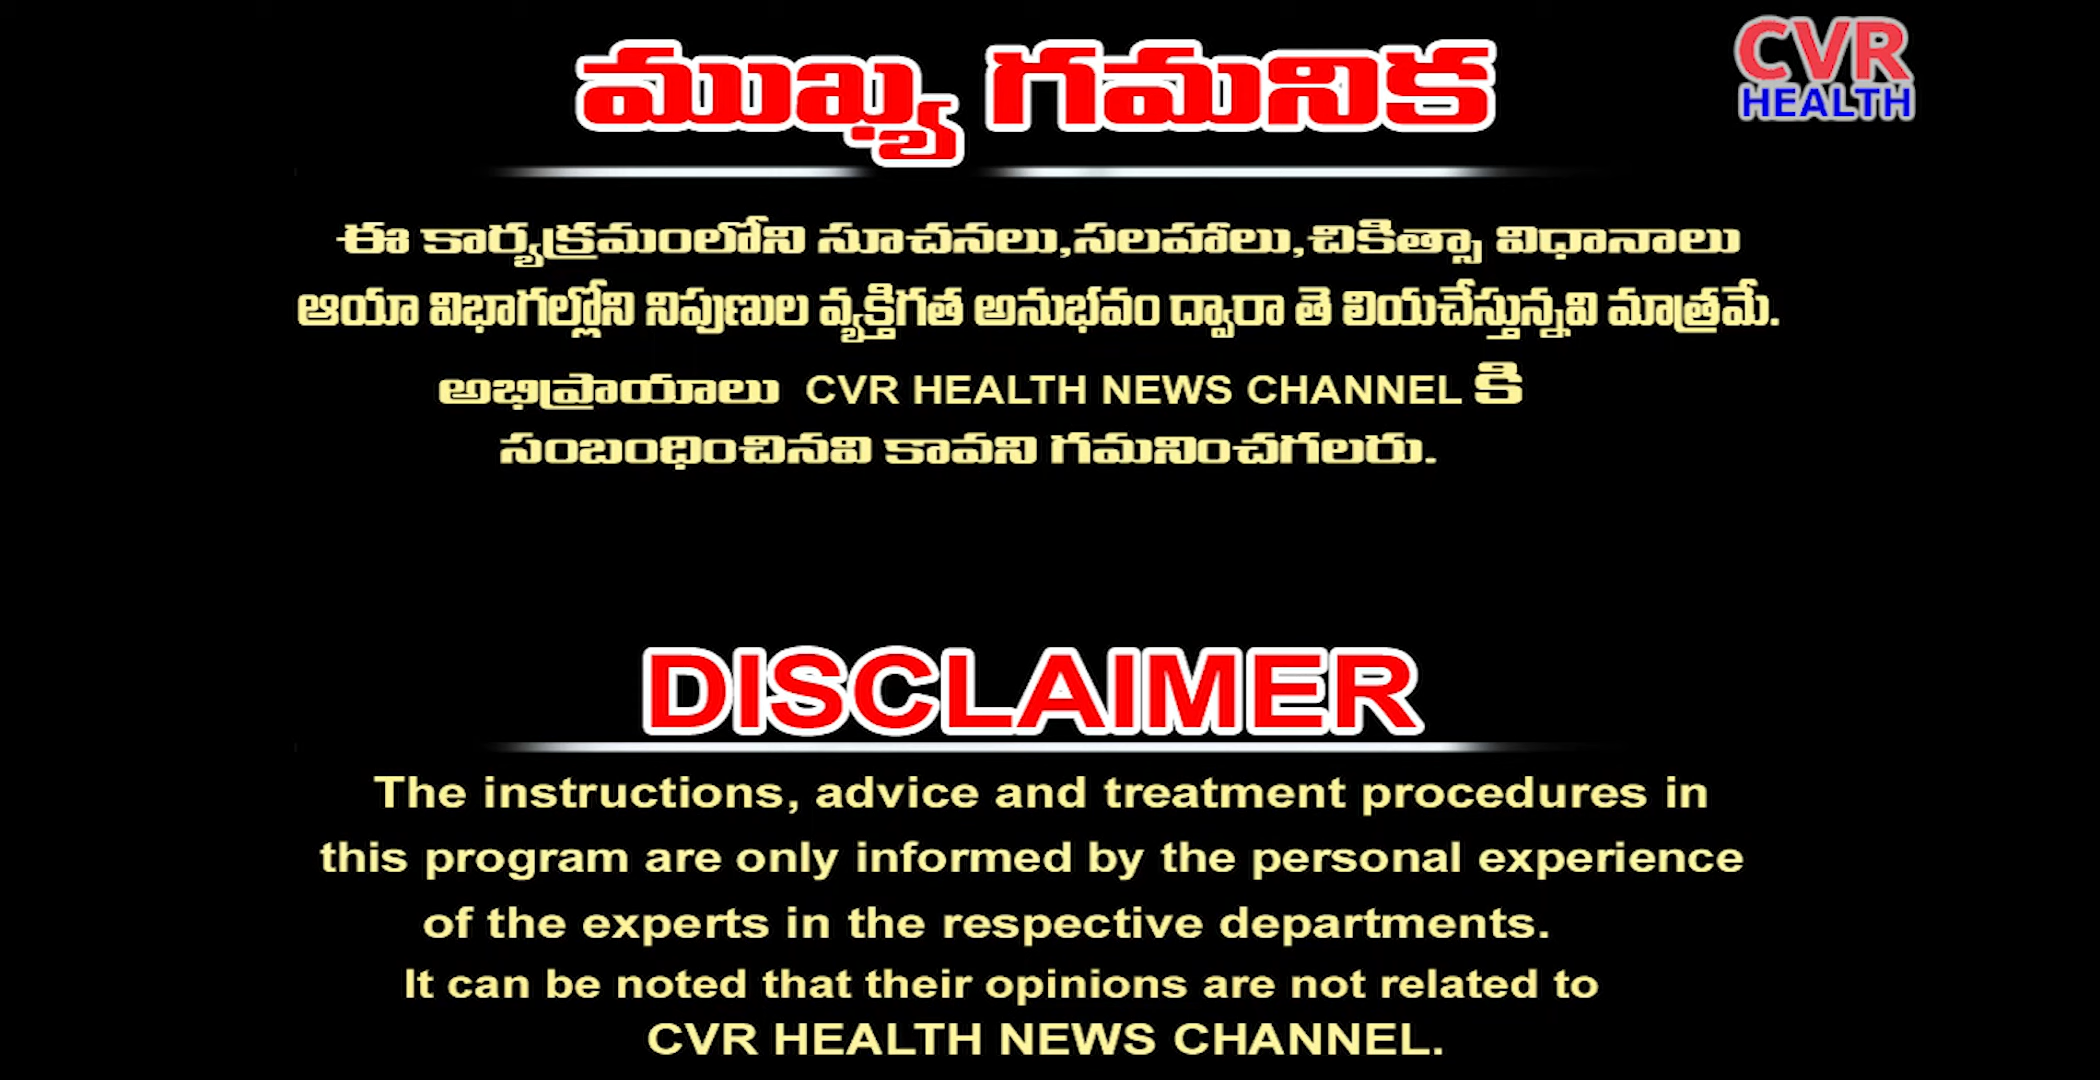 ముఖ్య గమనిక
CVR
HEALTH
ఈ కార్యక్రమంలోని సూచనలు,సలహాలు,చికిత్సా విధానాలు
ఆయా విభాగల్లోని నిపుణుల వ్యక్తిగత అనుభవం ద్వారా తె లియచేస్తున్నవి మాత్రమే.
అభిప్రాయాలు CVR HEALTH NEWS CHANNEL కి
సంబంధించినవి కావని గమనించగలరు.
DISCLAIMER
The instructions, advice and treatment procedures in
this program are only informed by the personal experience
of the experts in the respective departments.
It can be noted that their opinions are not related to
CVR HEALTH NEWS CHANNEL.